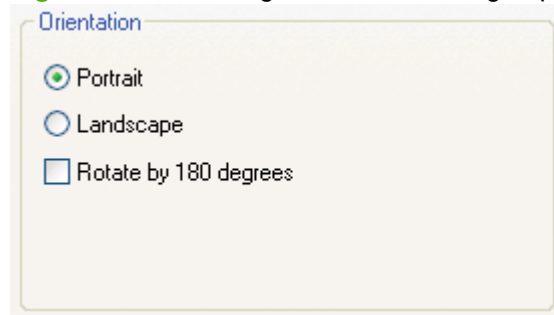 Orientation
Portrait
Landscape
Rotate by 180 degrees